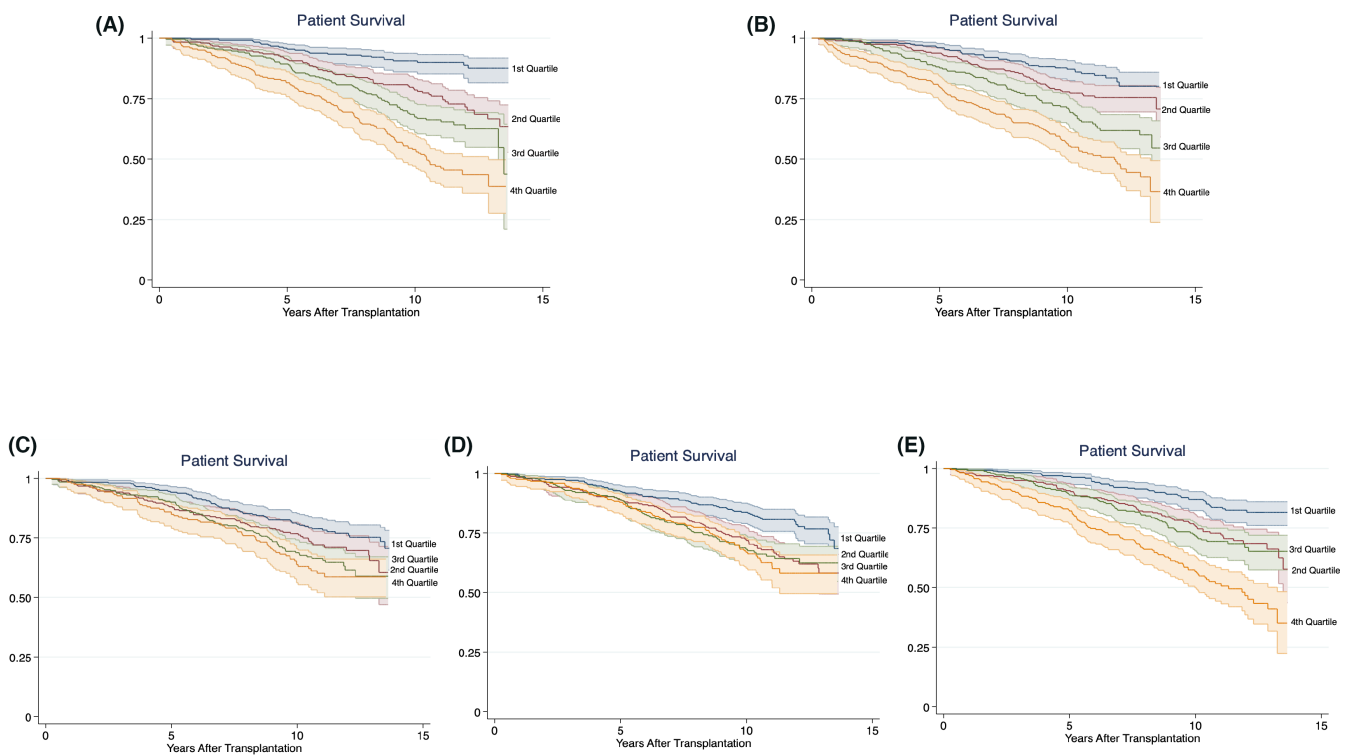 (A)
Patient Survival
1
0.75
0.50
0.25
0
1st Quartile
2nd Quartile
3rd Quartile
4th Quartile
0 5 10 15
Years After Transplantation
(B)
Patient Survival
1
0.75
0.50
0.25
0
1st Quartile
2nd Quartile
3rd Quartile
4th Quartile
0 5 10 15
Years After Transplantation
(C)
Patient Survival
1
0.75
0.50
0.25
0
1st Quartile
3rd Quartile
2nd Quartile
4th Quartile
0 5 10 15
Years After Transplantation
(D)
Patient Survival
1
0.75
0.50
0.25
0
1st Quartile
2nd Quartile
3rd Quartile
4th Quartile
0 5 10 15
Years After Transplantation
(E)
Patient Survival
1
0.75
0.50
0.25
0
1st Quartile
3rd Quartile
2nd Quartile
4th Quartile
0 5 10 15
Years After Transplantation